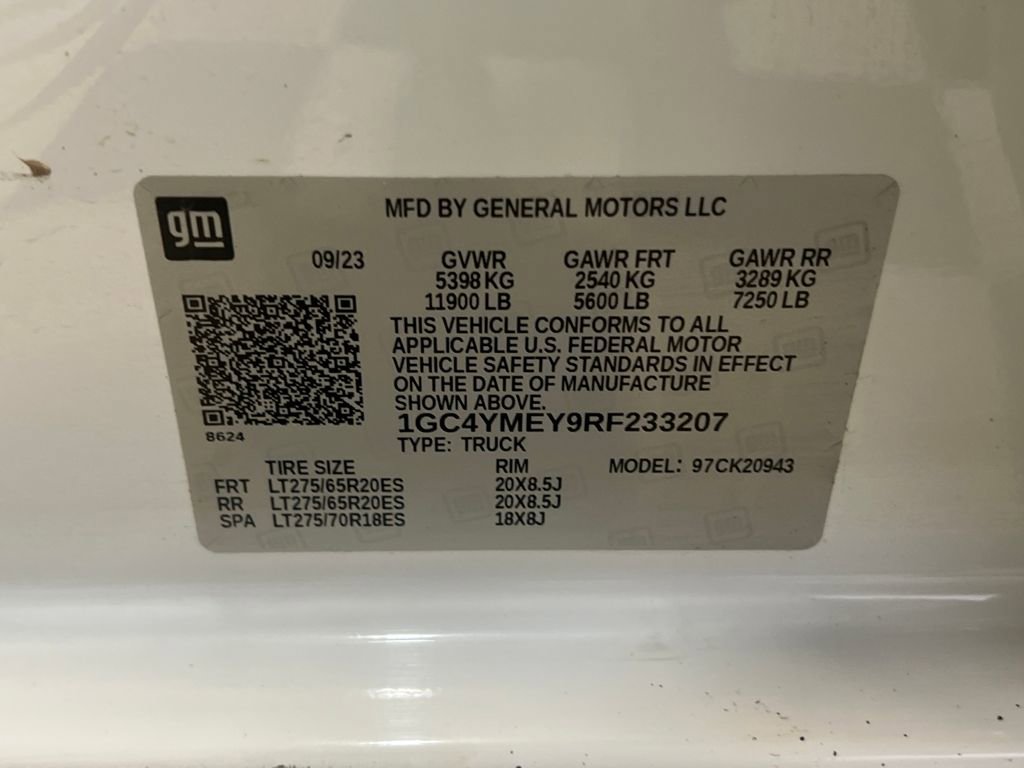 gm
MFD BY GENERAL MOTORS LLC
09/23 GVWR GAWR FRT GAWR RR
5398 KG 2540 KG 3289 KG
11900 LB 5600 LB 7250 LB
THIS VEHICLE CONFORMS TO ALL
APPLICABLE U.S. FEDERAL MOTOR
VEHICLE SAFETY STANDARDS IN EFFECT
ON THE DATE OF MANUFACTURE
SHOWN ABOVE.
1GC4YMEY9RF233207
8624
TYPE: TRUCK
TIRE SIZE RIM MODEL: 97CK20943
FRT LT275/65R20ES 20X8.5J
RR LT275/65R20ES 20X8.5J
SPA LT275/70R18ES 18X8J